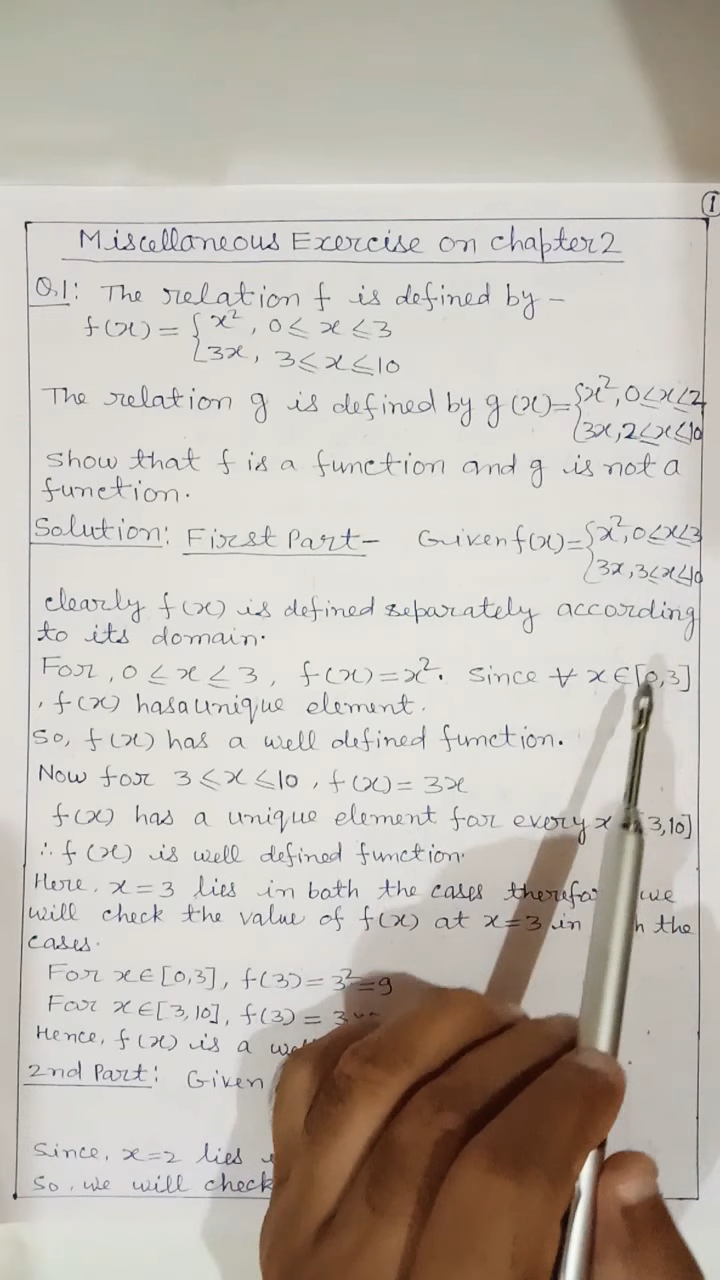 ①
Miscellaneous Exercise on chapter 2
Q.1: The relation f is defined by -
f(x) = { x², 0 ≤ x ≤ 3
3x, 3 ≤ x ≤ 10
The relation g is defined by g(x) = { x², 0 ≤ x ≤ 2
3x, 2 ≤ x ≤ 10
show that f is a function and g is not a
function.
Solution: First Part - Given f(x) = { x², 0 ≤ x ≤ 3
3x, 3 ≤ x ≤ 10
clearly f(x) is defined separately according
to its domain.
For, 0 ≤ x ≤ 3, f(x) = x². Since ∀ x ∈ [0,3]
, f(x) has a unique element.
So, f(x) has a well defined function.
Now for 3 ≤ x ≤ 10, f(x) = 3x
f(x) has a unique element for every x 3,10]
∴ f(x) is well defined function.
Here, x = 3 lies in both the cases we
will check the value of f(x) at x = 3 in the
cases.
For x ∈ [0,3], f(3) = 3² = 9
For x ∈ [3,10], f(3) = 3
Hence, f(x) is a
2nd Part: Given
Since, x = 2 lies
So, we will check